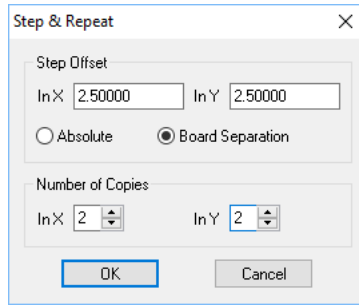 Step & Repeat
Step Offset
In X 2.50000 In Y 2.50000
Absolute Board Separation
Number of Copies
In X 2 In Y 2
OK Cancel